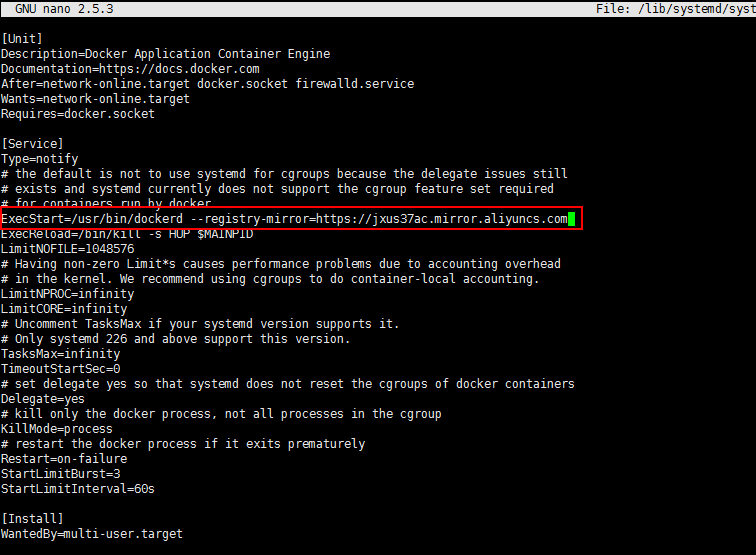 GNU nano 2.5.3 File: /lib/systemd/syst
[Unit]
Description=Docker Application Container Engine
Documentation=https://docs.docker.com
After=network-online.target docker.socket firewalld.service
Wants=network-online.target
Requires=docker.socket
[Service]
Type=notify
# the default is not to use systemd for cgroups because the delegate issues still
# exists and systemd currently does not support the cgroup feature set required
# for containers run by docker
ExecStart=/usr/bin/dockerd --registry-mirror=https://jxus37ac.mirror.aliyuncs.com
ExecReload=/bin/kill -s HUP $MAINPID
LimitNOFILE=1048576
# Having non-zero Limit*s causes performance problems due to accounting overhead
# in the kernel. We recommend using cgroups to do container-local accounting.
LimitNPROC=infinity
LimitCORE=infinity
# Uncomment TasksMax if your systemd version supports it.
# Only systemd 226 and above support this version.
TasksMax=infinity
TimeoutStartSec=0
# set delegate yes so that systemd does not reset the cgroups of docker containers
Delegate=yes
# kill only the docker process, not all processes in the cgroup
KillMode=process
# restart the docker process if it exits prematurely
Restart=on-failure
StartLimitBurst=3
StartLimitInterval=60s
[Install]
WantedBy=multi-user.target